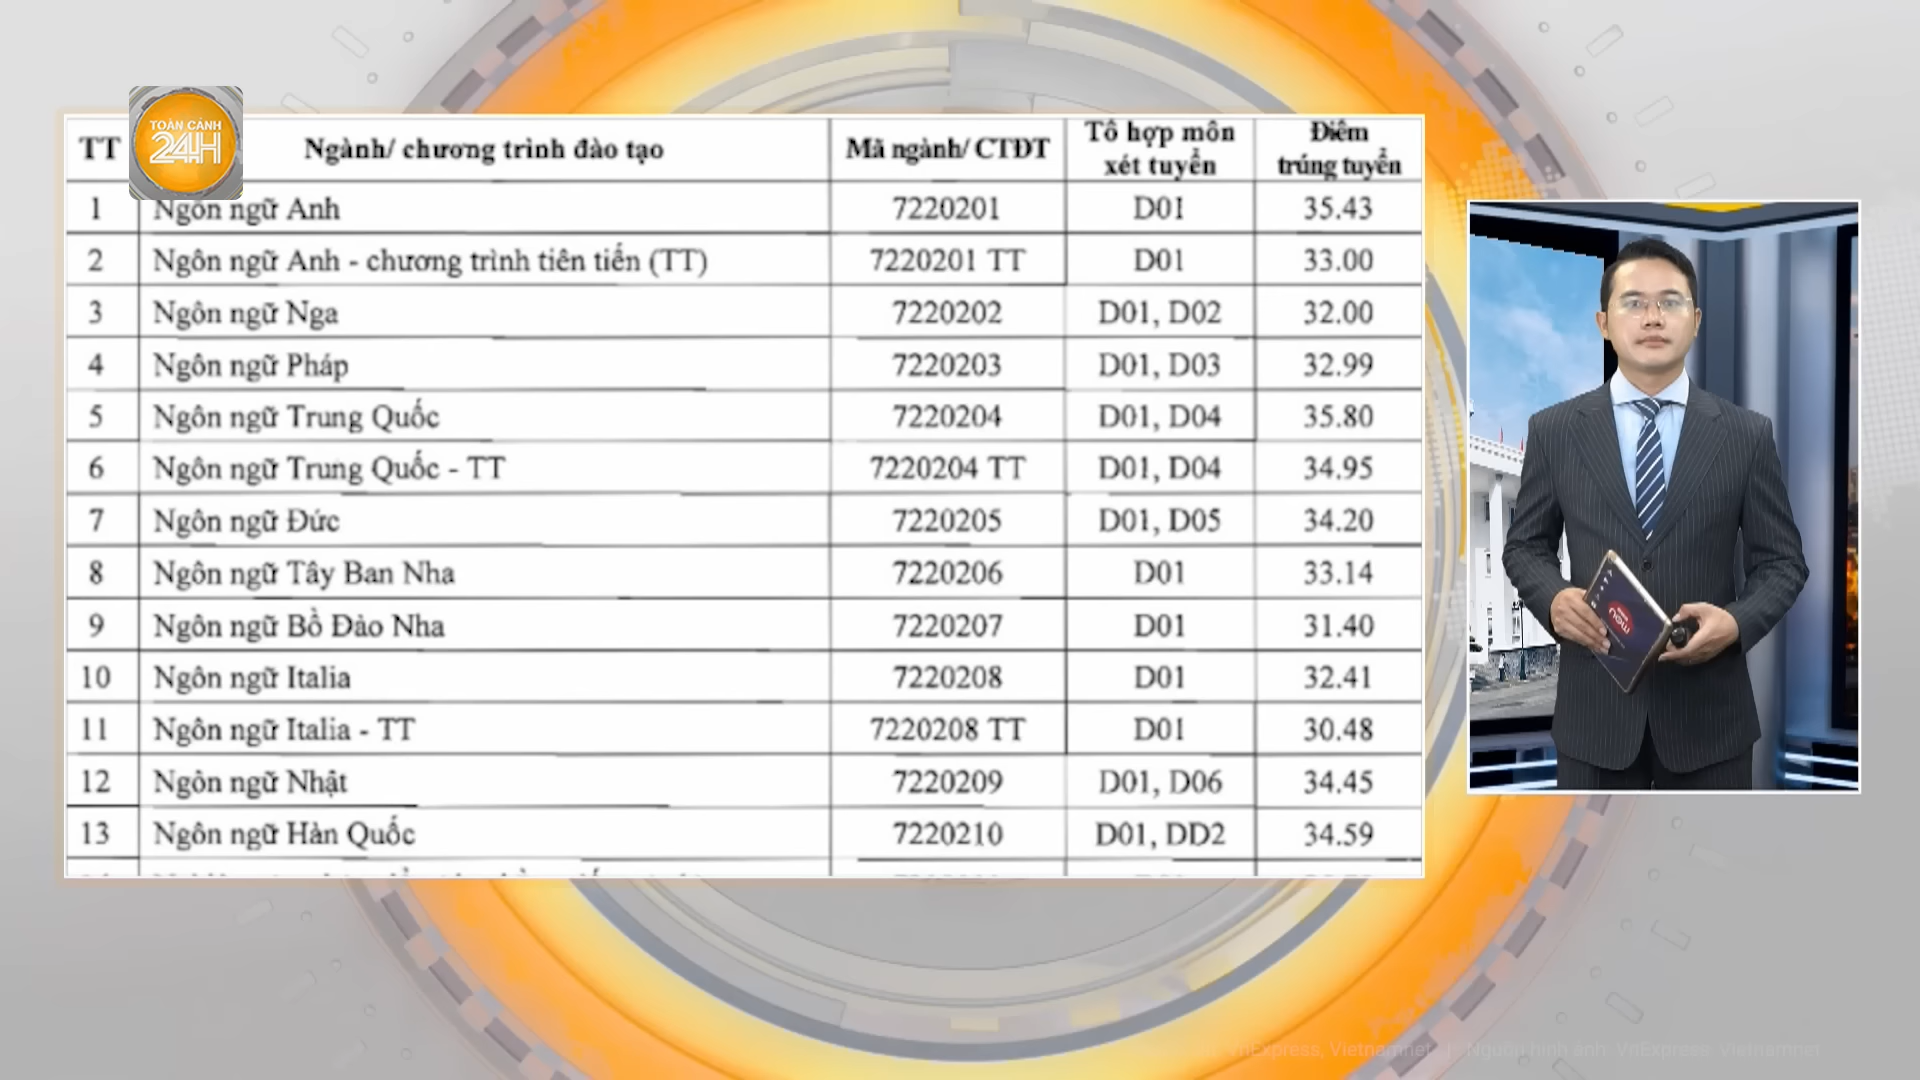 TOÀN CẢNH
24H
TT Ngành/ chương trình đào tạo Mã ngành/ CTĐT Tổ hợp môn xét tuyển Điểm trúng tuyển
1 Ngôn ngữ Anh 7220201 D01 35.43
2 Ngôn ngữ Anh - chương trình tiên tiến (TT) 7220201 TT D01 33.00
3 Ngôn ngữ Nga 7220202 D01, D02 32.00
4 Ngôn ngữ Pháp 7220203 D01, D03 32.99
5 Ngôn ngữ Trung Quốc 7220204 D01, D04 35.80
6 Ngôn ngữ Trung Quốc - TT 7220204 TT D01, D04 34.95
7 Ngôn ngữ Đức 7220205 D01, D05 34.20
8 Ngôn ngữ Tây Ban Nha 7220206 D01 33.14
9 Ngôn ngữ Bồ Đào Nha 7220207 D01 31.40
10 Ngôn ngữ Italia 7220208 D01 32.41
11 Ngôn ngữ Italia - TT 7220208 TT D01 30.48
12 Ngôn ngữ Nhật 7220209 D01, D06 34.45
13 Ngôn ngữ Hàn Quốc 7220210 D01, DD2 34.59
VnExpress, Vietnamnet | Nguồn hình ảnh: VnExpress, Vietnamnet